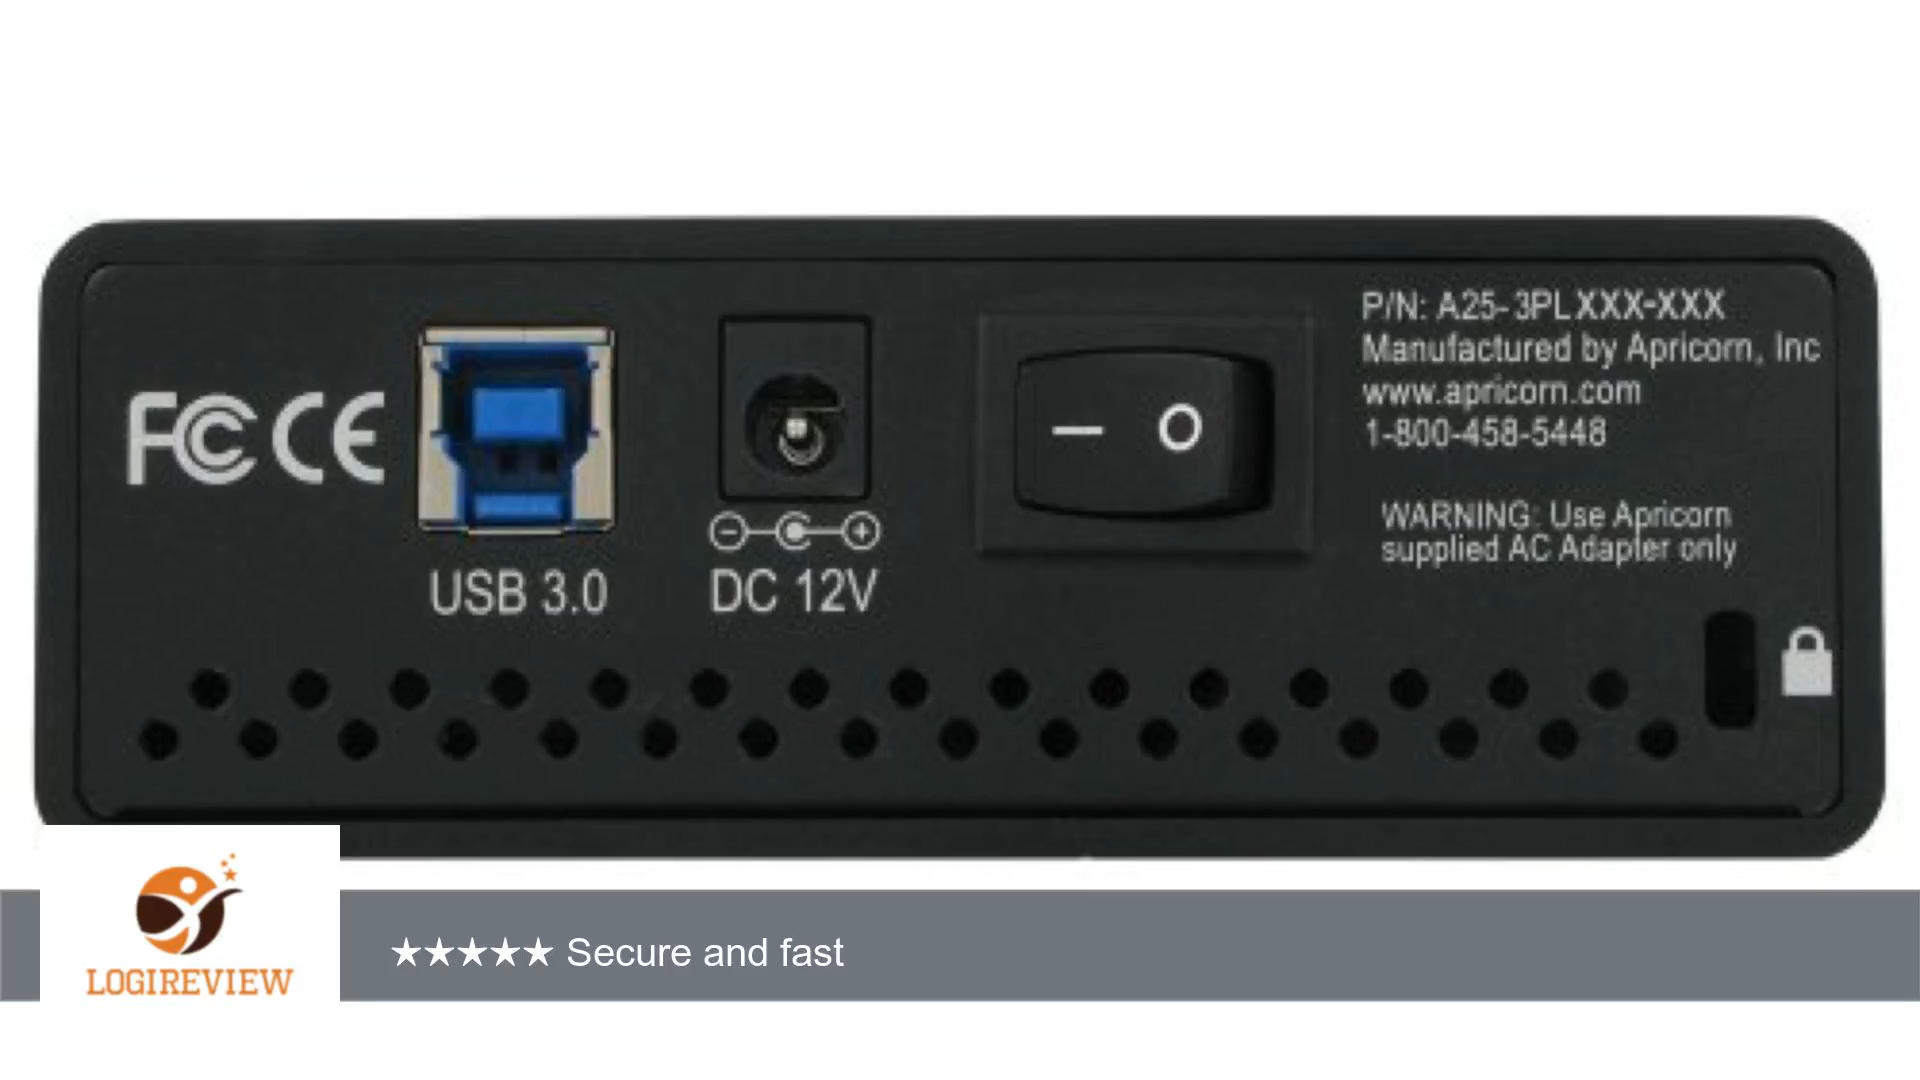 P/N: A25-3PLXXX-XXX
Manufactured by Apricorn, Inc
www.apricorn.com
1-800-458-5448
WARNING: Use Apricorn
supplied AC Adapter only
FC CE
USB 3.0
DC 12V
LOGIREVIEW
★★★★★ Secure and fast